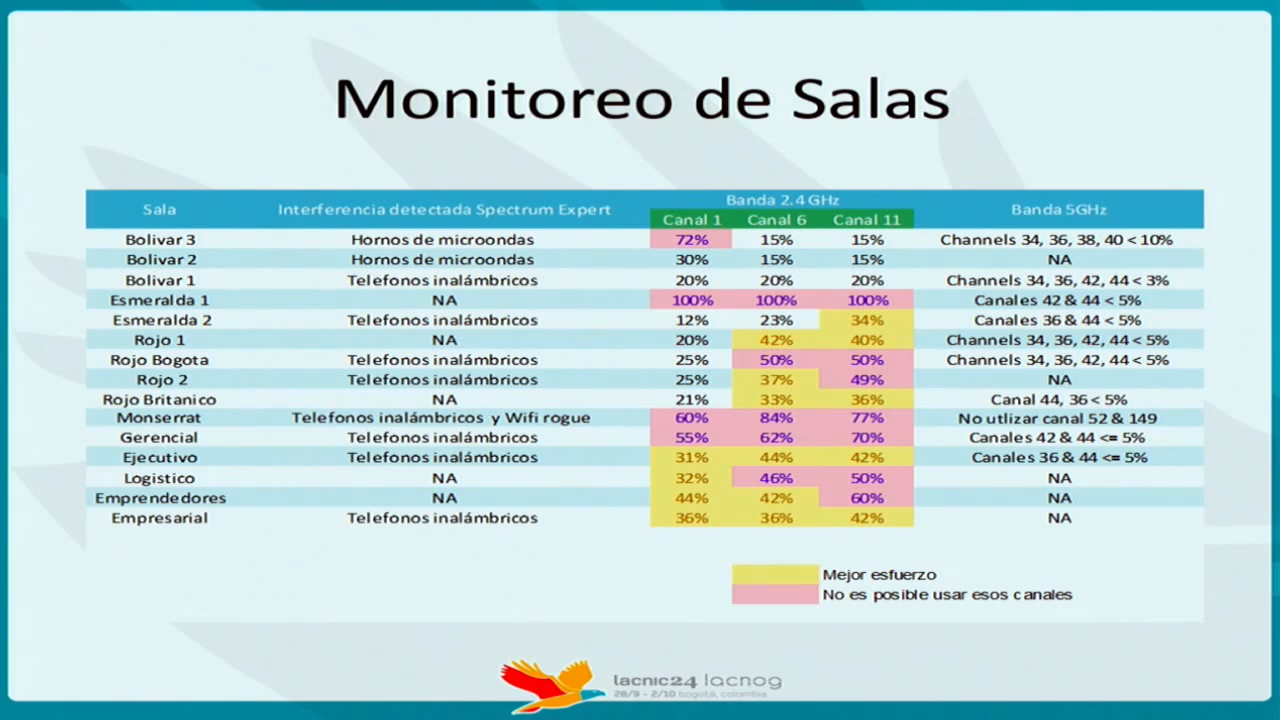 Monitoreo de Salas
Sala Interferencia detectada Spectrum Expert Banda 2.4 GHz Banda 5GHz
Canal 1 Canal 6 Canal 11
Bolivar 3 Hornos de microondas 72% 15% 15% Channels 34, 36, 38, 40 < 10%
Bolivar 2 Hornos de microondas 30% 15% 15% NA
Bolivar 1 Telefonos inalámbricos 20% 20% 20% Channels 34, 36, 42, 44 < 3%
Esmeralda 1 NA 100% 100% 100% Canales 42 & 44 < 5%
Esmeralda 2 Telefonos inalámbricos 12% 23% 34% Canales 36 & 44 < 5%
Rojo 1 NA 20% 42% 40% Channels 34, 36, 42, 44 < 5%
Rojo Bogota Telefonos inalámbricos 25% 50% 50% Channels 34, 36, 42, 44 < 5%
Rojo 2 Telefonos inalámbricos 25% 37% 49% NA
Rojo Britanico NA 21% 33% 36% Canal 44, 36 < 5%
Monserrat Telefonos inalámbricos y Wifi rogue 60% 84% 77% No utlizar canal 52 & 149
Gerencial Telefonos inalámbricos 55% 62% 70% Canales 42 & 44 <= 5%
Ejecutivo Telefonos inalámbricos 31% 44% 42% Canales 36 & 44 <= 5%
Logistico NA 32% 46% 50% NA
Emprendedores NA 44% 42% 60% NA
Empresarial Telefonos inalámbricos 36% 36% 42% NA
Mejor esfuerzo
No es posible usar esos canales
lacnic24 lacnog
28/9 - 2/10 bogotá, colombia